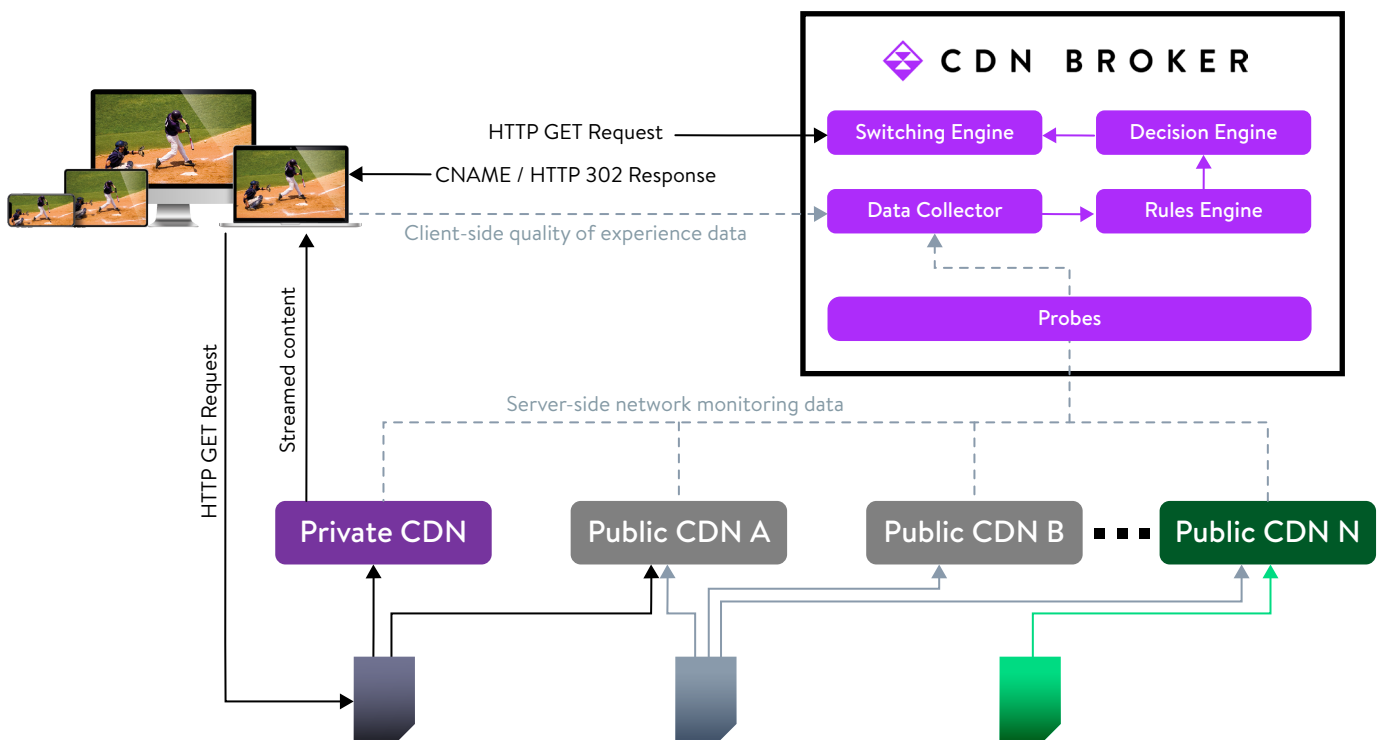 CDN BROKER
HTTP GET Request
Switching Engine
Decision Engine
CNAME / HTTP 302 Response
Data Collector
Rules Engine
Client-side quality of experience data
Probes
HTTP GET Request
Streamed content
Server-side network monitoring data
Private CDN
Public CDN A
Public CDN B
Public CDN N